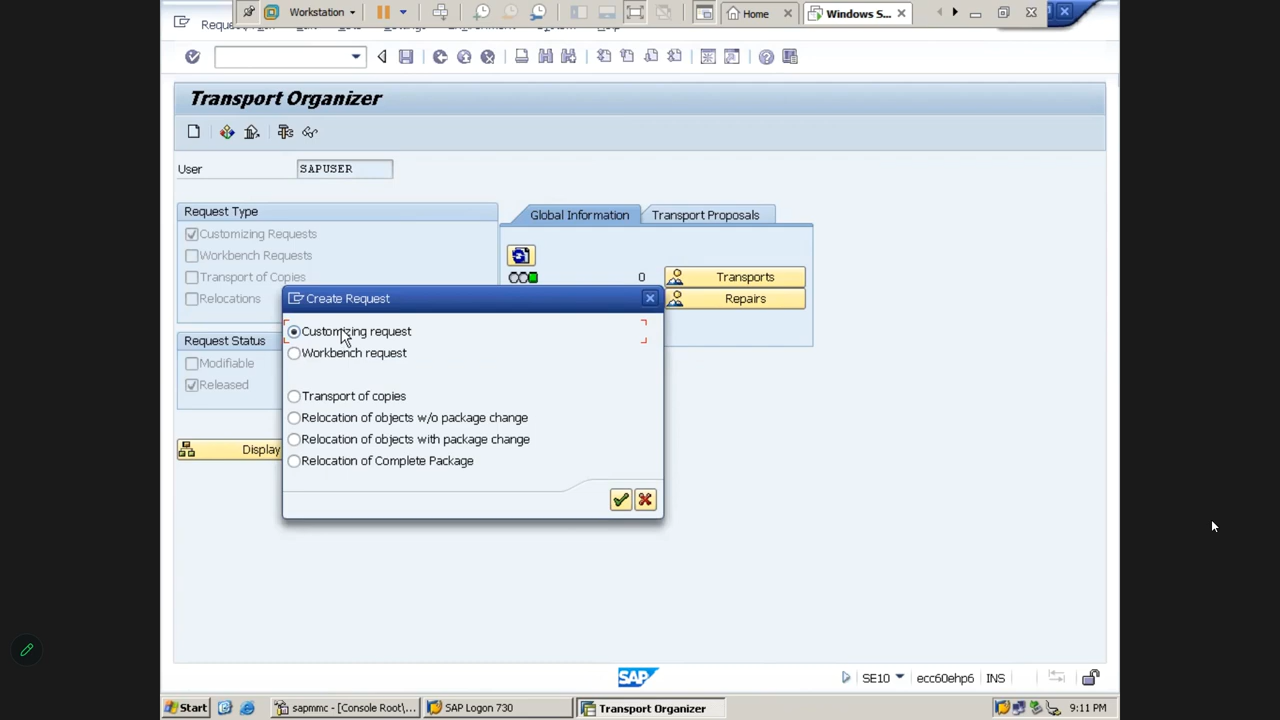 Workstation
Home
Windows S...
Transport Organizer
User
SAPUSER
Request Type
Customizing Requests
Workbench Requests
Transport of Copies
Relocations
Global Information
Transport Proposals
0
Transports
Repairs
Create Request
Customizing request
Workbench request
Transport of copies
Relocation of objects w/o package change
Relocation of objects with package change
Relocation of Complete Package
Request Status
Modifiable
Released
Display
SAP
SE10
ecc60ehp6
INS
Start
sapmmc - [Console Root\...
SAP Logon 730
Transport Organizer
9:11 PM